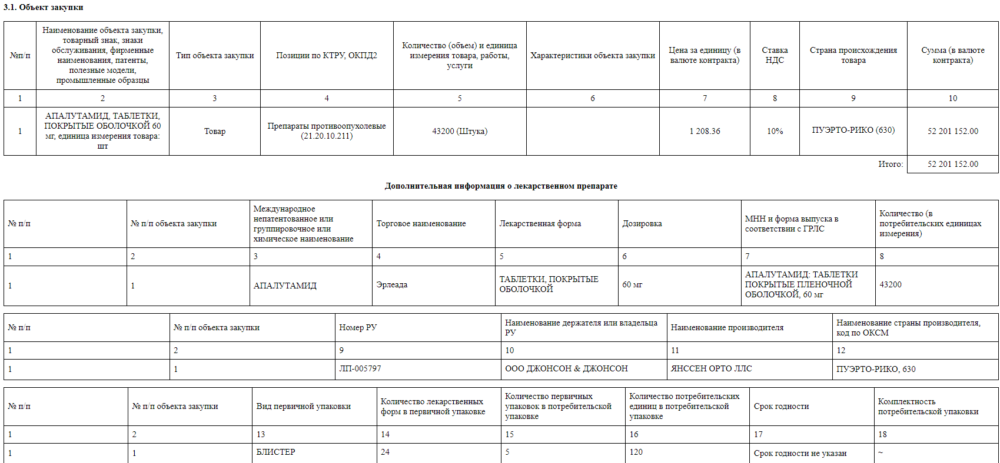 3.1. Объект закупки
№п/п
Наименование объекта закупки,
товарный знак, знаки
обслуживания, фирменные
наименования, патенты,
полезные модели,
промышленные образцы
Тип объекта закупки
Позиции по КТРУ, ОКПД2
Количество (объем) и единица
измерения товара, работы,
услуги
Характеристики объекта закупки
Цена за единицу (в
валюте контракта)
Ставка
НДС
Страна происхождения
товара
Сумма (в валюте
контракта)
1
2
3
4
5
6
7
8
9
10
1
АПАЛУТАМИД, ТАБЛЕТКИ,
ПОКРЫТЫЕ ОБОЛОЧКОЙ 60
мг, единица измерения товара:
шт
Товар
Препараты противоопухолевые
(21.20.10.211)
43200 (Штука)
1 208.36
10%
ПУЭРТО-РИКО (630)
52 201 152.00
Итого:
52 201 152.00
Дополнительная информация о лекарственном препарате
№ п/п
№ п/п объекта закупки
Международное
непатентованное или
группировочное или
химическое наименование
Торговое наименование
Лекарственная форма
Дозировка
МНН и форма выпуска в
соответствии с ГРЛС
Количество (в
потребительских единицах
измерения)
1
2
3
4
5
6
7
8
1
1
АПАЛУТАМИД
Эрлеада
ТАБЛЕТКИ, ПОКРЫТЫЕ
ОБОЛОЧКОЙ
60 мг
АПАЛУТАМИД: ТАБЛЕТКИ
ПОКРЫТЫЕ ПЛЕНОЧНОЙ
ОБОЛОЧКОЙ, 60 мг
43200
№ п/п
№ п/п объекта закупки
Номер РУ
Наименование держателя или владельца
РУ
Наименование производителя
Наименование страны производителя,
код по ОКСМ
1
2
9
10
11
12
1
1
ЛП-005797
ООО ДЖОНСОН & ДЖОНСОН
ЯНССЕН ОРТО ЛЛС
ПУЭРТО-РИКО, 630
№ п/п
№ п/п объекта закупки
Вид первичной упаковки
Количество лекарственных
форм в первичной упаковке
Количество первичных
упаковок в потребительской
упаковке
Количество потребительских
единиц в потребительской
упаковке
Срок годности
Комплектность
потребительской упаковки
1
2
13
14
15
16
17
18
1
1
БЛИСТЕР
24
5
120
Срок годности не указан
~